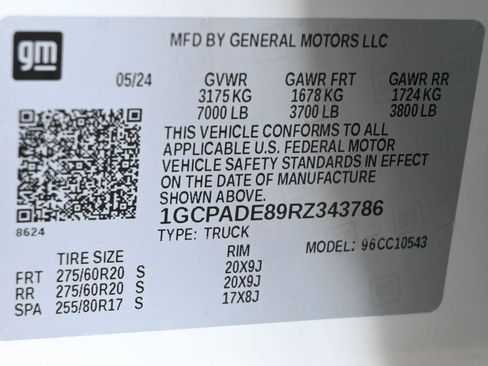 gm
MFD BY GENERAL MOTORS LLC
05/24 GVWR GAWR FRT GAWR RR
3175 KG 1678 KG 1724 KG
7000 LB 3700 LB 3800 LB
THIS VEHICLE CONFORMS TO ALL
APPLICABLE U.S. FEDERAL MOTOR
VEHICLE SAFETY STANDARDS IN EFFECT
ON THE DATE OF MANUFACTURE
SHOWN ABOVE.
1GCPADE89RZ343786
8624
TYPE: TRUCK MODEL: 96CC10543
TIRE SIZE RIM
FRT 275/60R20 S 20X9J
RR 275/60R20 S 20X9J
SPA 255/80R17 S 17X8J